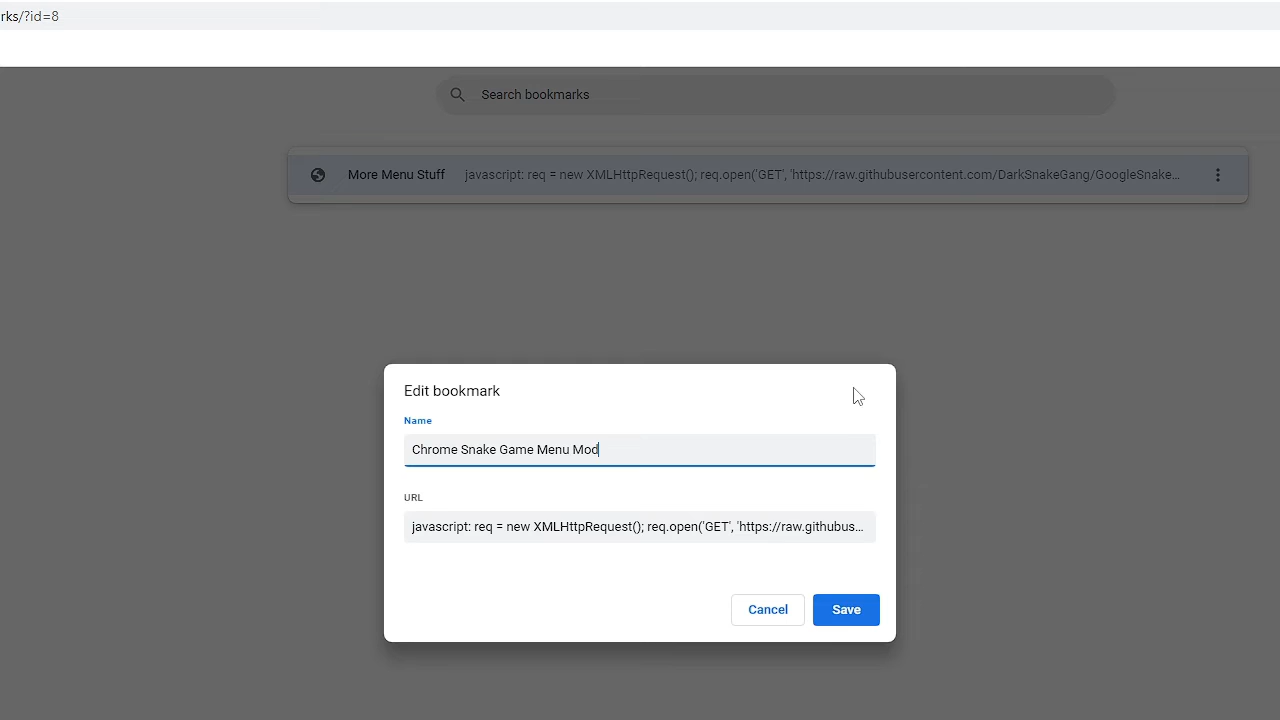 rks/?id=8
Search bookmarks
More Menu Stuff javascript: req = new XMLHttpRequest(); req.open('GET', 'https://raw.githubusercontent.com/DarkSnakeGang/GoogleSnake...
Edit bookmark
Name
Chrome Snake Game Menu Mod
URL
javascript: req = new XMLHttpRequest(); req.open('GET', 'https://raw.githubus...
Cancel Save